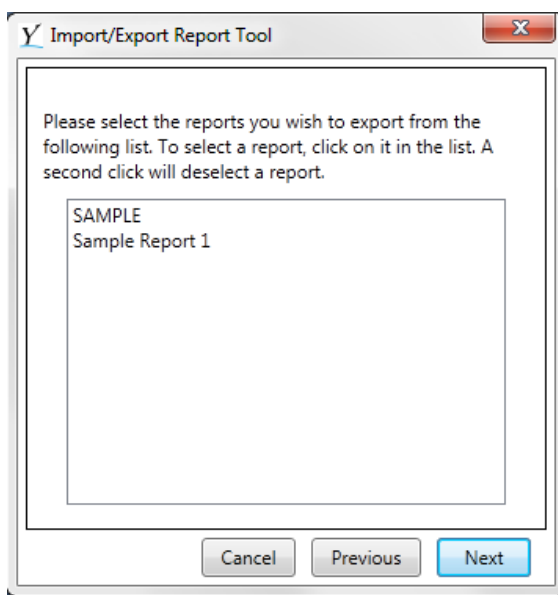 Import/Export Report Tool
Please select the reports you wish to export from the
following list. To select a report, click on it in the list. A
second click will deselect a report.
SAMPLE
Sample Report 1
Cancel Previous Next